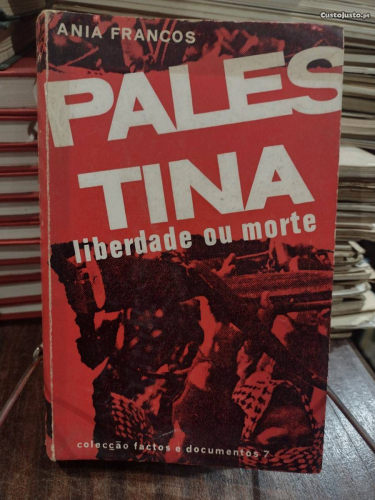 CustoJusto.pt
ANIA FRANCOS
PALES
TINA
liberdade ou morte
colecção factos e documentos 7